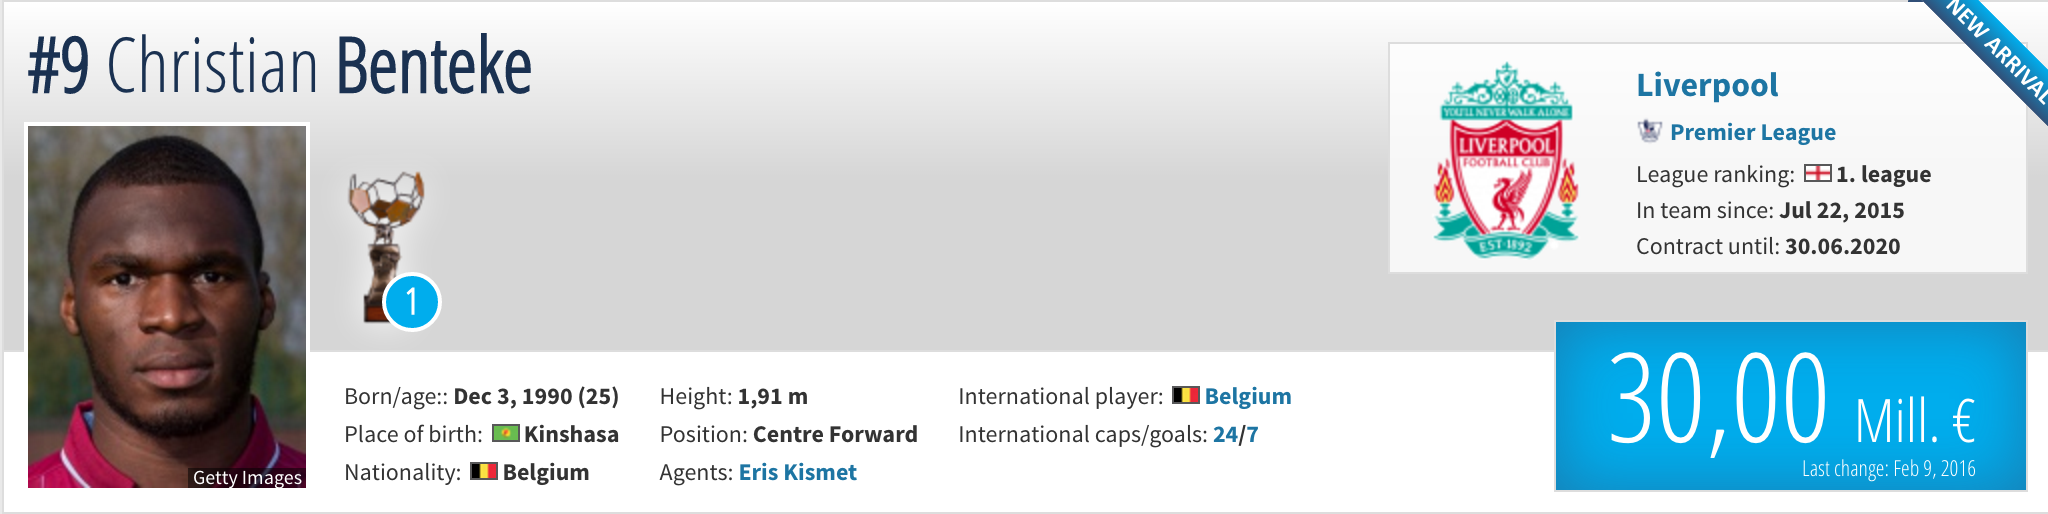 #9 Christian Benteke
NEW ARRIVAL
Liverpool
Premier League
League ranking: 1. league
In team since: Jul 22, 2015
Contract until: 30.06.2020
YOU'LL NEVER WALK ALONE
LIVERPOOL
FOOTBALL CLUB
EST·1892
1
Getty Images
Born/age:: Dec 3, 1990 (25)
Place of birth: Kinshasa
Nationality: Belgium
Height: 1,91 m
Position: Centre Forward
Agents: Eris Kismet
International player: Belgium
International caps/goals: 24/7
30,00 Mill. €
Last change: Feb 9, 2016